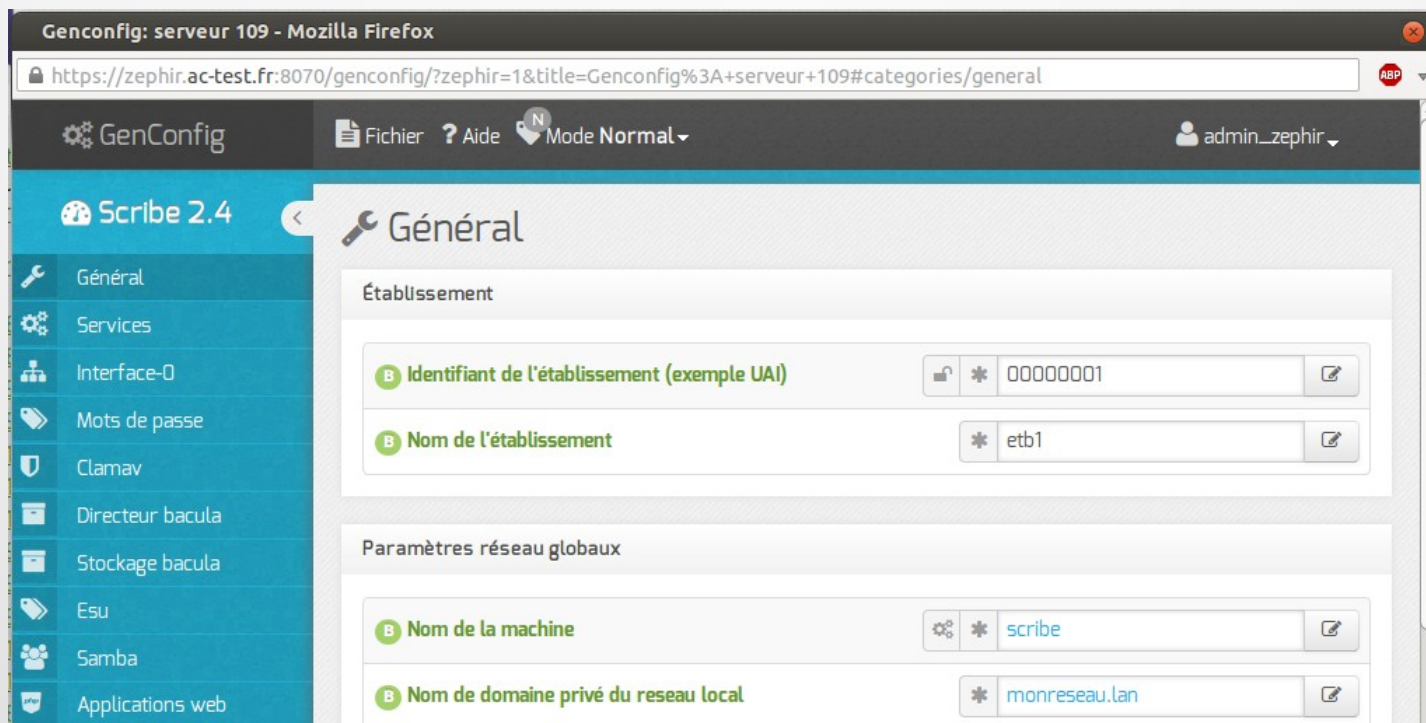 Genconfig: serveur 109 - Mozilla Firefox
https://zephir.ac-test.fr:8070/genconfig/?zephir=1&title=Genconfig%3A+serveur+109#categories/general
ABP
GenConfig
Fichier ? Aide N Mode Normal
admin_zephir
Scribe 2.4
Général
Services
Interface-0
Mots de passe
Clamav
Directeur bacula
Stockage bacula
Esu
Samba
Applications web
Général
Établissement
B Identifiant de l'établissement (exemple UAI) * 00000001
B Nom de l'établissement * etb1
Paramètres réseau globaux
B Nom de la machine * scribe
B Nom de domaine privé du reseau local * monreseau.lan